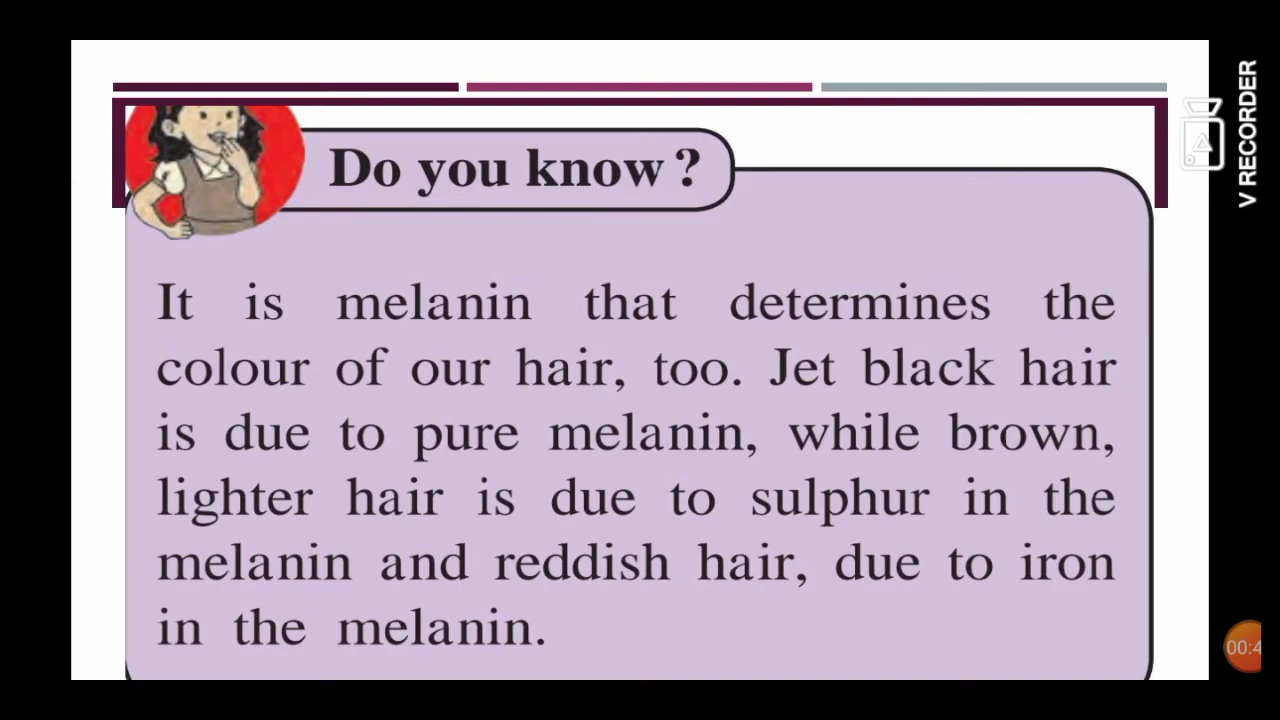 Do you know ?
It is melanin that determines the
colour of our hair, too. Jet black hair
is due to pure melanin, while brown,
lighter hair is due to sulphur in the
melanin and reddish hair, due to iron
in the melanin.
V RECORDER
00:4